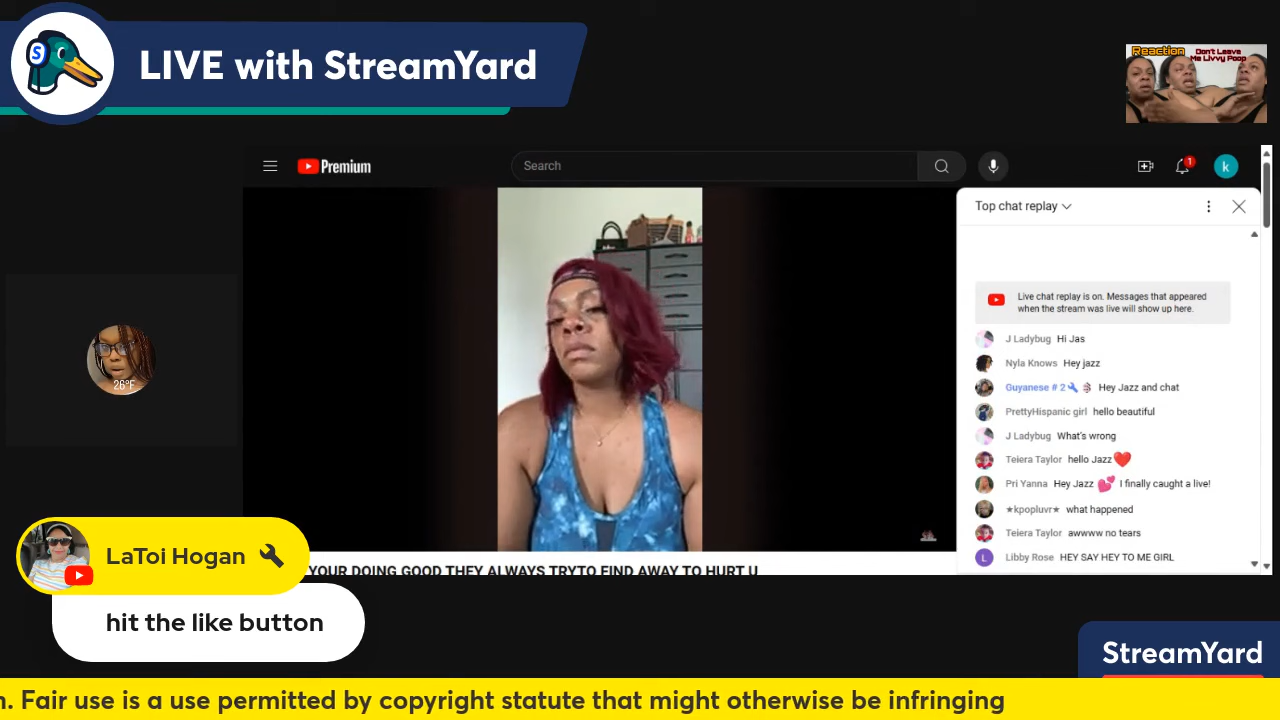 LIVE with StreamYard
S
Reaction
Don't Leave
Me Livvy Poop
Premium
Search
1
k
Top chat replay
Live chat replay is on. Messages that appeared
when the stream was live will show up here.
J Ladybug Hi Jas
Nyla Knows Hey jazz
Guyanese # 2 Hey Jazz and chat
PrettyHispanic girl hello beautiful
J Ladybug What's wrong
Teiera Taylor hello Jazz❤️
Pri Yanna Hey Jazz 💕 I finally caught a live!
★kpopluvr★ what happened
Teiera Taylor awwww no tears
L Libby Rose HEY SAY HEY TO ME GIRL
26°F
YOUR DOING GOOD THEY ALWAYS TRYTO FIND AWAY TO HURT U
LaToi Hogan
hit the like button
StreamYard
n. Fair use is a use permitted by copyright statute that might otherwise be infringing